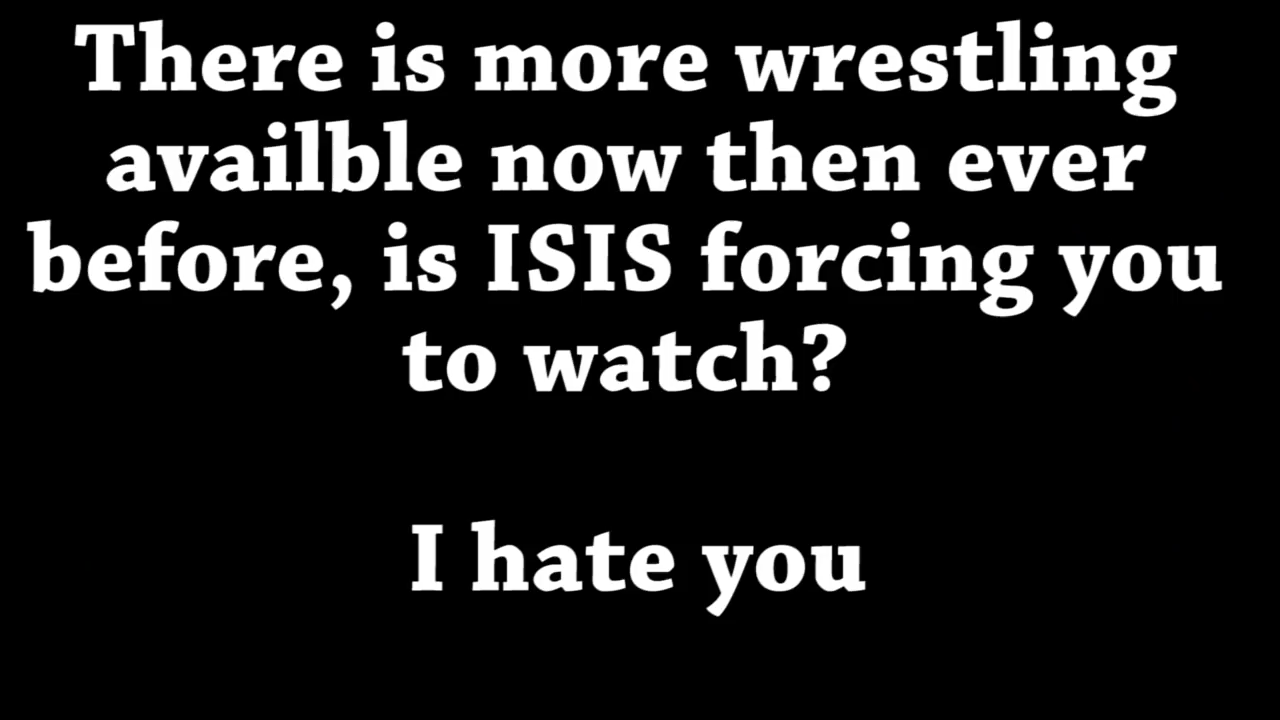 There is more wrestling
availble now then ever
before, is ISIS forcing you
to watch?
I hate you